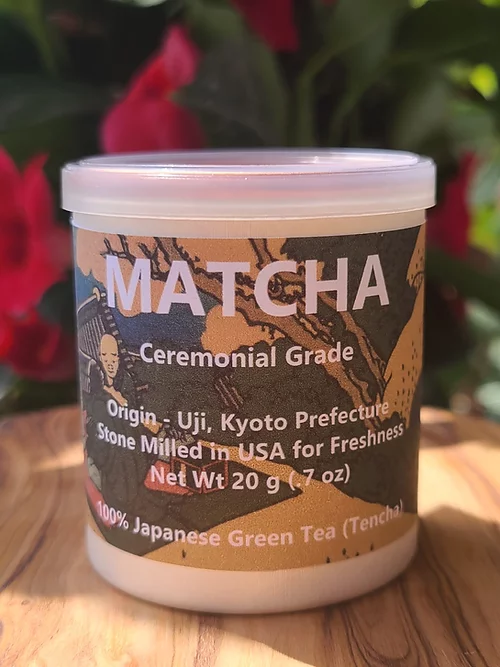 MATCHA
Ceremonial Grade
Origin - Uji, Kyoto Prefecture
Stone Milled in USA for Freshness
Net Wt 20 g (.7 oz)
100% Japanese Green Tea (Tencha)